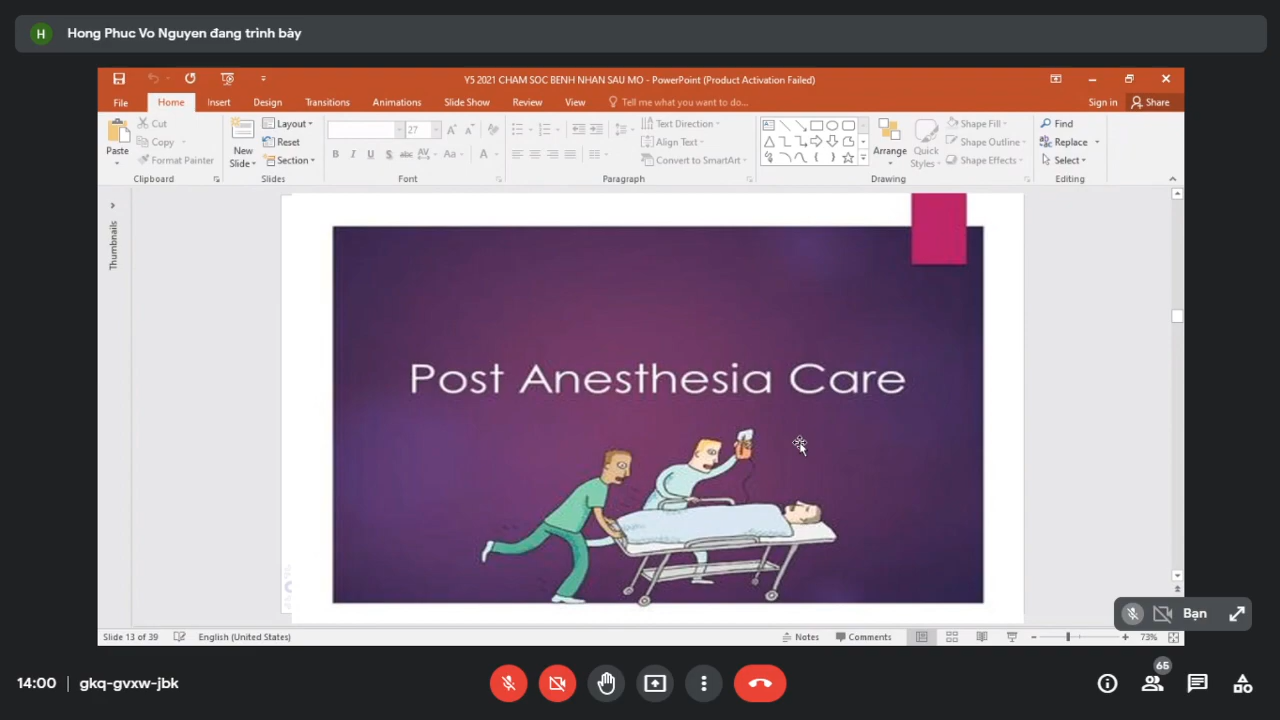 H Hong Phuc Vo Nguyen đang trình bày
Y5 2021 CHAM SOC BENH NHAN SAU MO - PowerPoint (Product Activation Failed)
File Home Insert Design Transitions Animations Slide Show Review View Tell me what you want to do... Sign in Share
Paste
Cut
Copy
Format Painter
Clipboard
New Slide
Layout
Reset
Section
Slides
27
B I U S abc AV Aa A
Font
Text Direction
Align Text
Convert to SmartArt
Paragraph
Arrange
Quick Styles
Shape Fill
Shape Outline
Shape Effects
Drawing
Find
Replace
Select
Editing
Thumbnails
Post Anesthesia Care
Bạn
Slide 13 of 39 English (United States) Notes Comments 73%
14:00 | gkq-gvxw-jbk
65